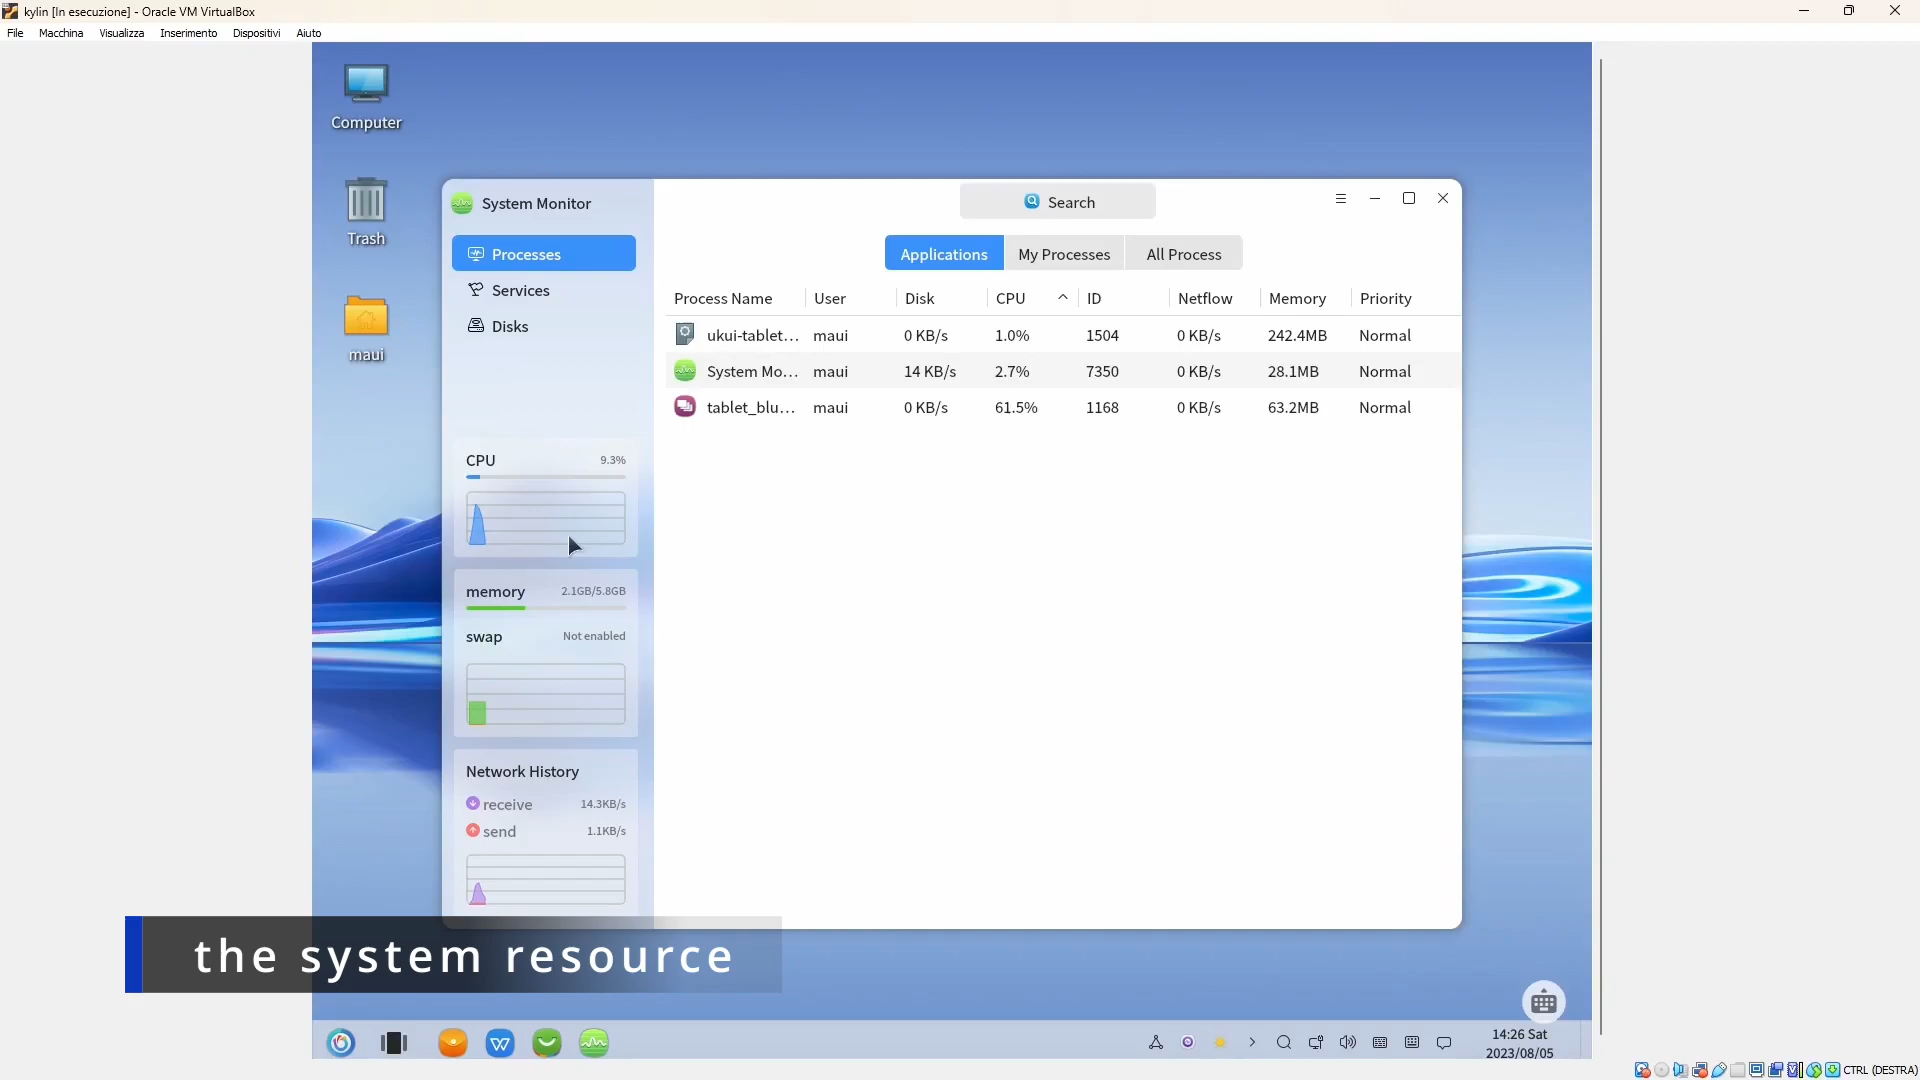 kylin [In esecuzione] - Oracle VM VirtualBox
File Macchina Visualizza Inserimento Dispositivi Aiuto
Computer
Trash
maui
System Monitor
Search
Processes
Services
Disks
Applications My Processes All Process
Process Name User Disk CPU ID Netflow Memory Priority
ukui-tablet... maui 0 KB/s 1.0% 1504 0 KB/s 242.4MB Normal
System Mo... maui 14 KB/s 2.7% 7350 0 KB/s 28.1MB Normal
tablet_blu... maui 0 KB/s 61.5% 1168 0 KB/s 63.2MB Normal
CPU 9.3%
memory 2.1GB/5.8GB
swap Not enabled
Network History
receive 14.3KB/s
send 1.1KB/s
the system resource
14:26 Sat
2023/08/05
CTRL (DESTRA)